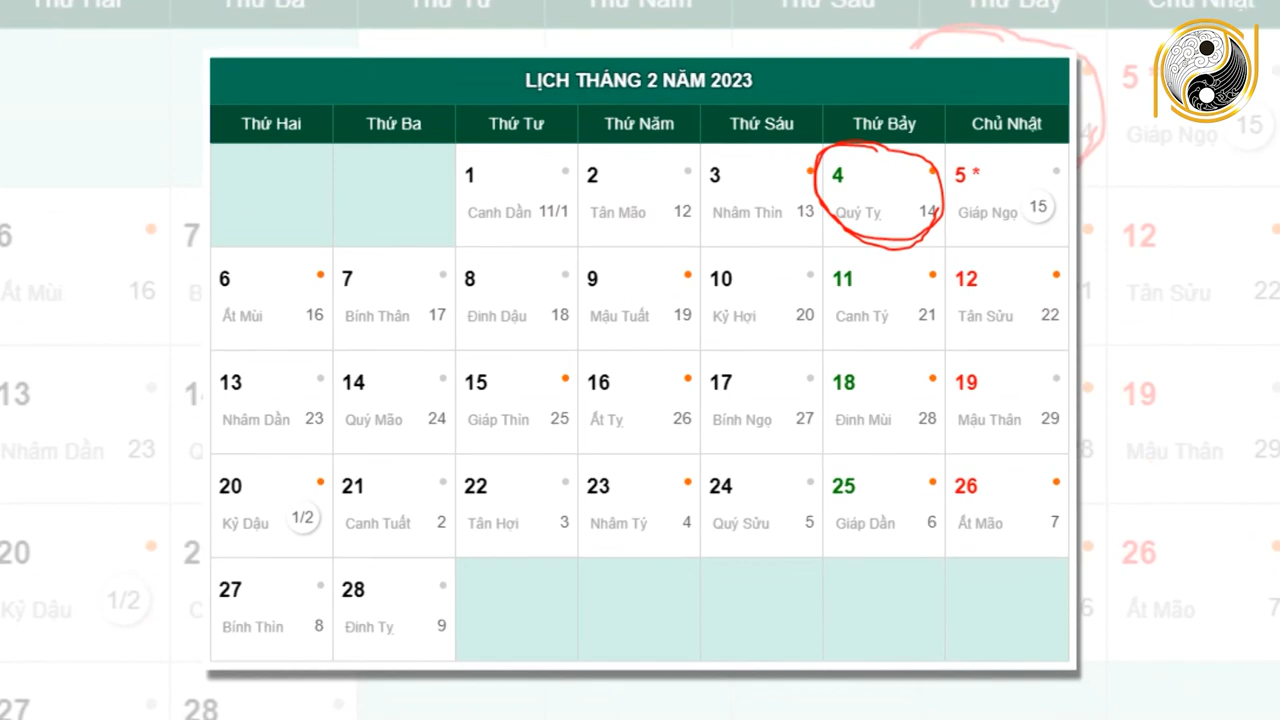 LỊCH THÁNG 2 NĂM 2023
Thứ Hai Thứ Ba Thứ Tư Thứ Năm Thứ Sáu Thứ Bảy Chủ Nhật
1 2 3 4 5 *
Canh Dần 11/1 Tân Mão 12 Nhâm Thìn 13 Quý Tỵ 14 Giáp Ngọ 15
6 7 8 9 10 11 12
Ất Mùi 16 Bính Thân 17 Đinh Dậu 18 Mậu Tuất 19 Kỷ Hợi 20 Canh Tý 21 Tân Sửu 22
13 14 15 16 17 18 19
Nhâm Dần 23 Quý Mão 24 Giáp Thìn 25 Ất Tỵ 26 Bính Ngọ 27 Đinh Mùi 28 Mậu Thân 29
20 21 22 23 24 25 26
Kỷ Dậu 1/2 Canh Tuất 2 Tân Hợi 3 Nhâm Tý 4 Quý Sửu 5 Giáp Dần 6 Ất Mão 7
27 28
Bính Thìn 8 Đinh Tỵ 9